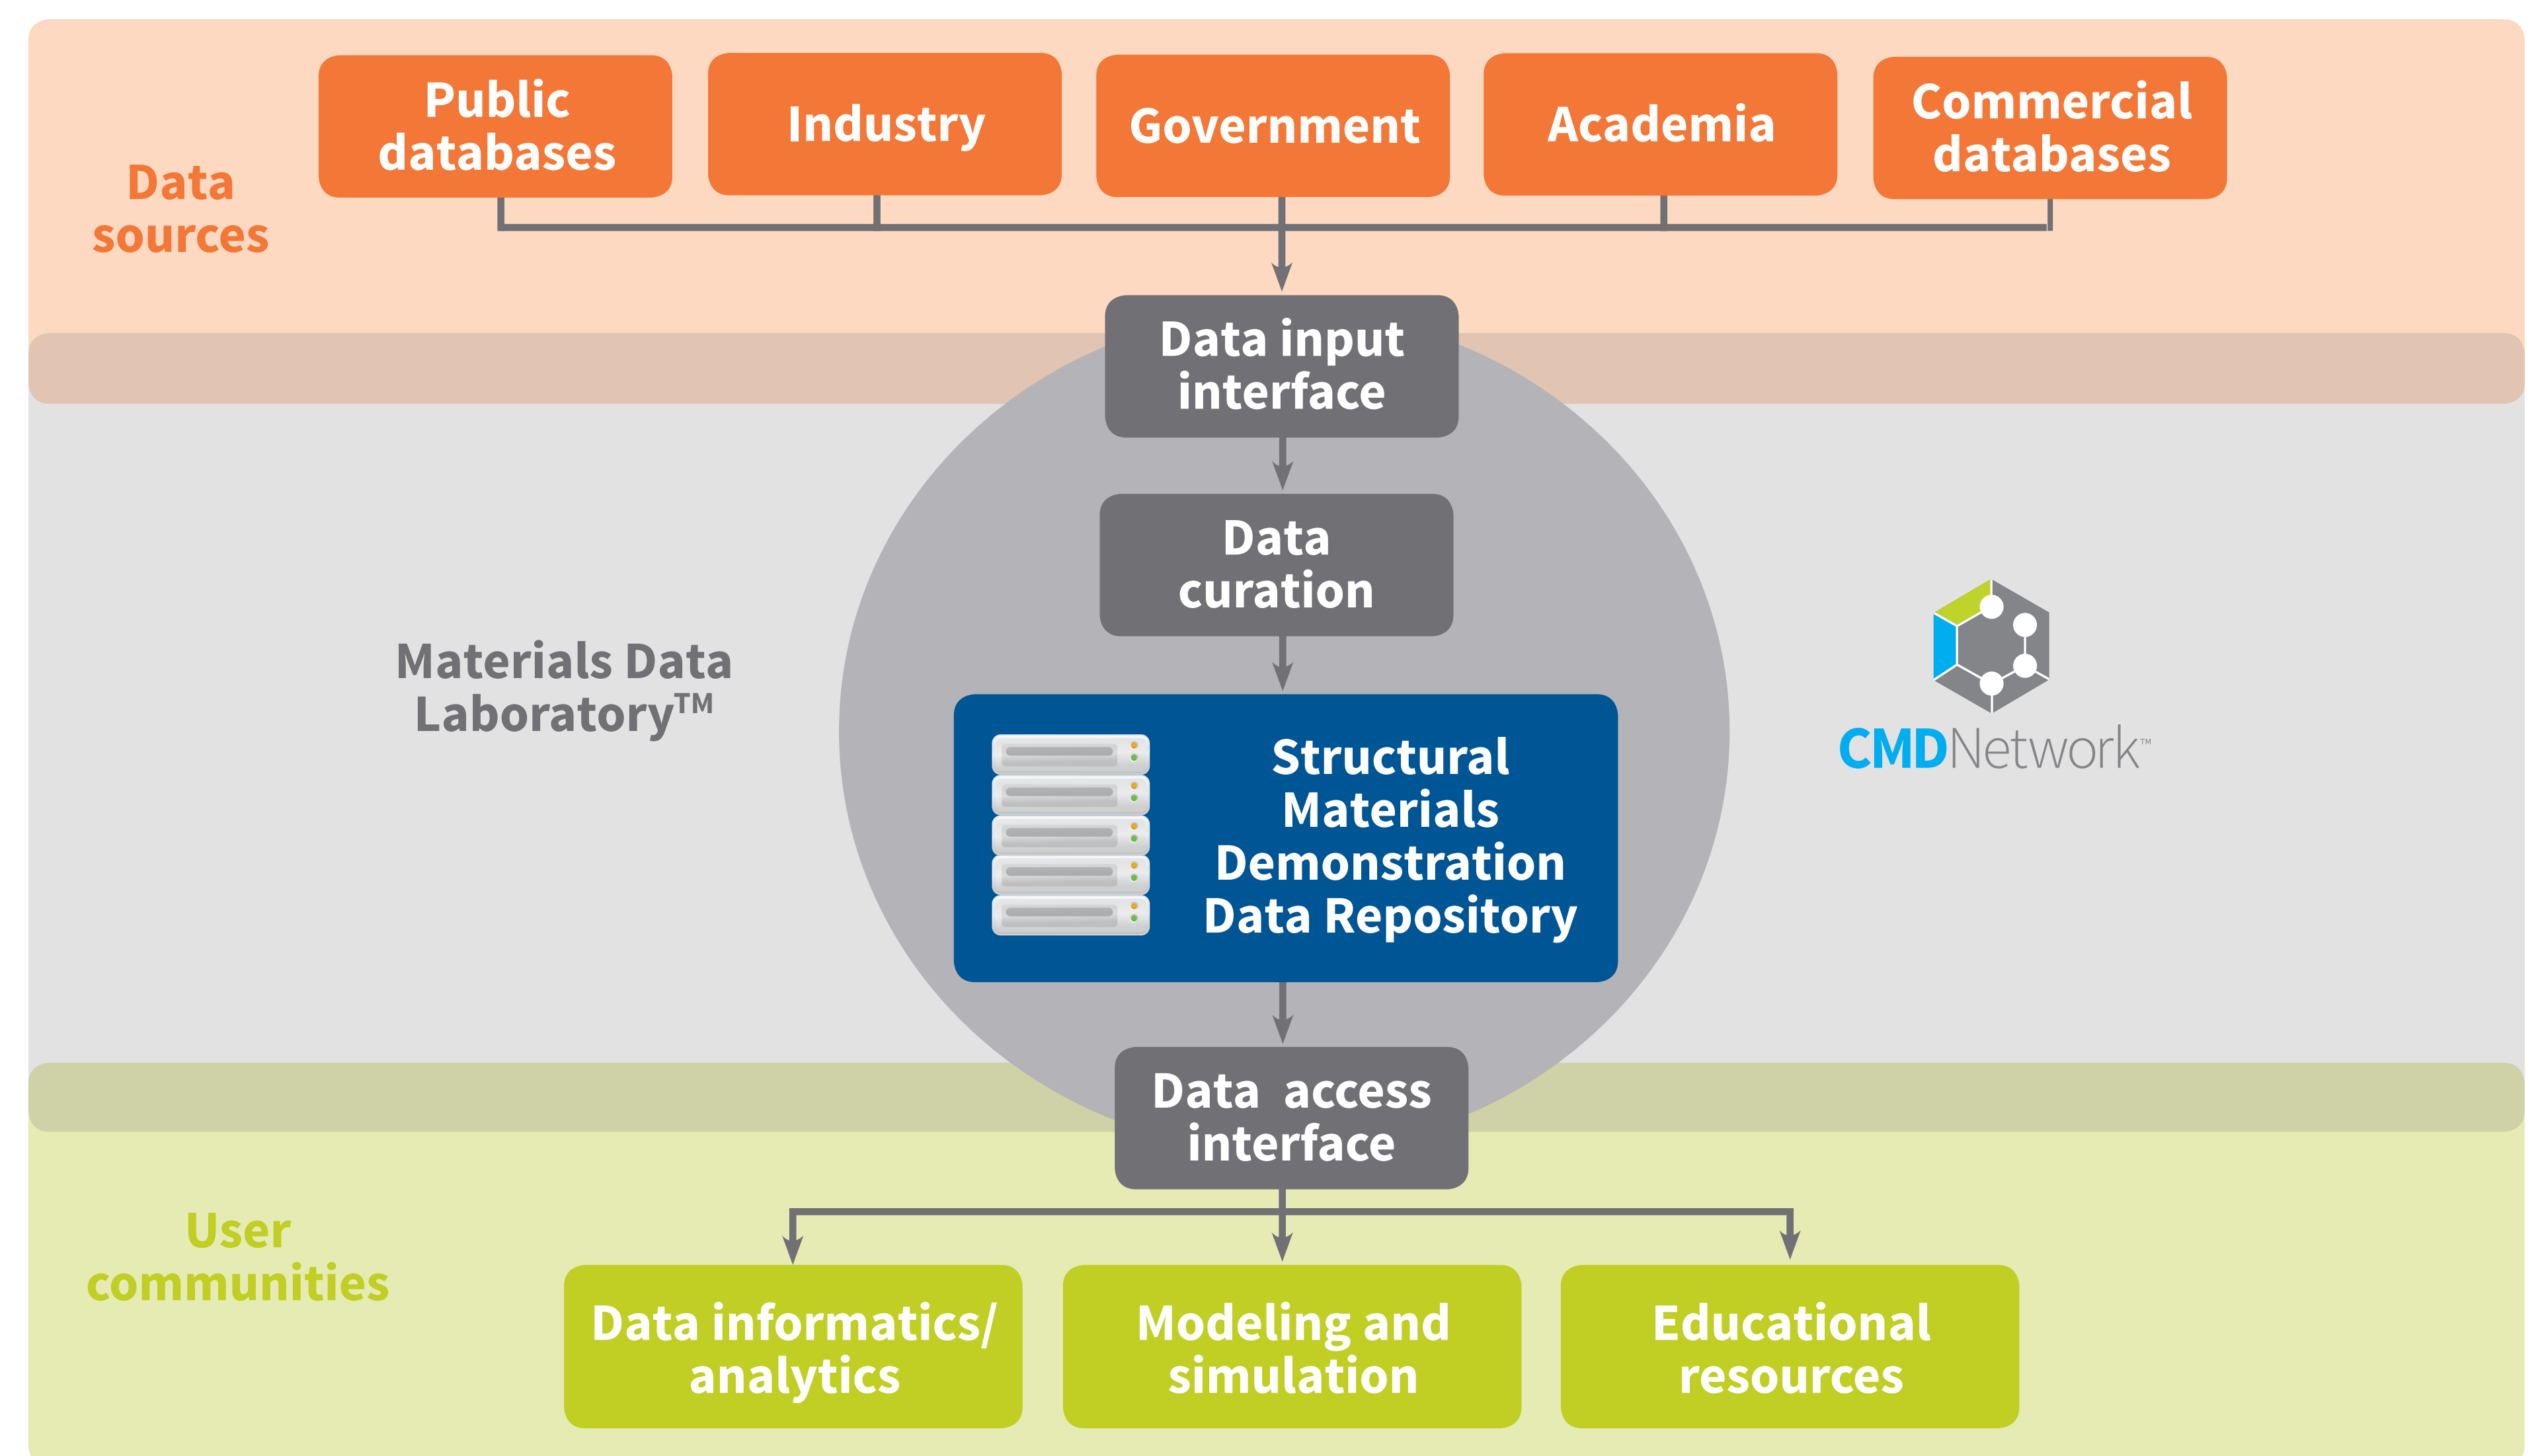 Public
databases
Industry
Government
Academia
Commercial
databases
Data
sources
Data input
interface
Data
curation
Materials Data
Laboratory™
Structural
Materials
Demonstration
Data Repository
CMDNetwork™
Data access
interface
User
communities
Data informatics/
analytics
Modeling and
simulation
Educational
resources